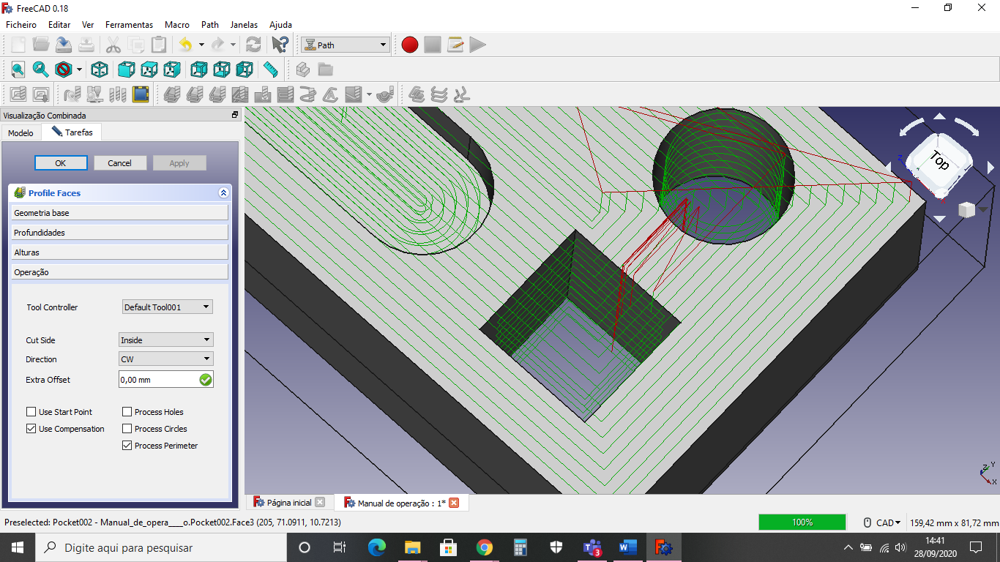 FreeCAD 0.18
Ficheiro Editar Ver Ferramentas Macro Path Janelas Ajuda
Path
Visualização Combinada
Modelo Tarefas
OK Cancel Apply
Profile Faces
Geometria base
Profundidades
Alturas
Operação
Tool Controller Default Tool001
Cut Side Inside
Direction CW
Extra Offset 0,00 mm
Use Start Point Process Holes
Use Compensation Process Circles
Process Perimeter
Top
Z
Z Y
X
Página inicial Manual de operação : 1*
Preselected: Pocket002 - Manual_de_opera____o.Pocket002.Face3 (205, 71.0911, 10.7213) 100% CAD 159,42 mm x 81,72 mm
Digite aqui para pesquisar
3
14:41
28/09/2020